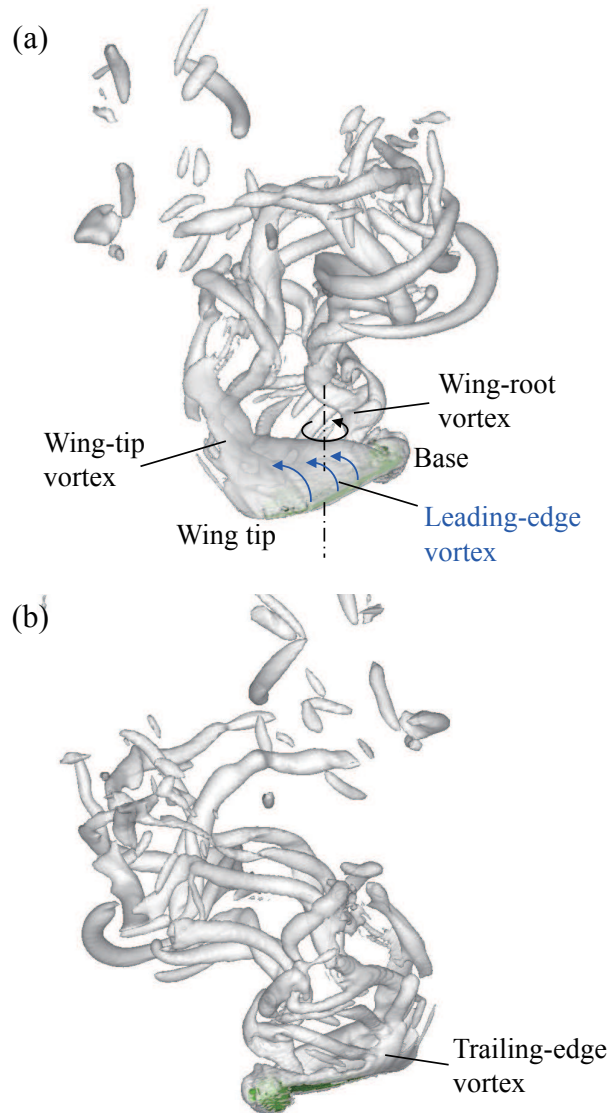 (a)
Wing-root
vortex
Wing-tip
vortex
Base
Wing tip
Leading-edge
vortex
(b)
Trailing-edge
vortex